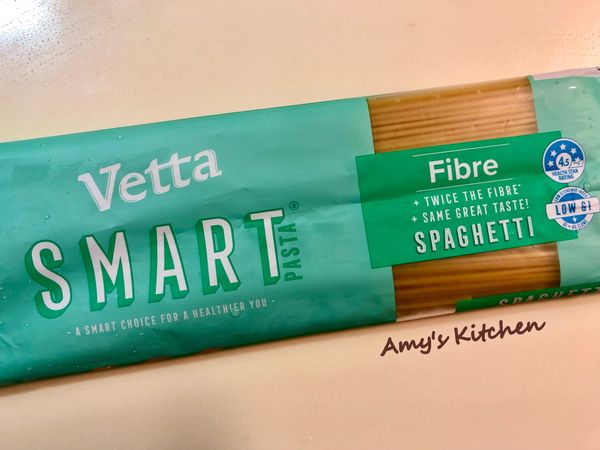 Vetta
SMART
PASTA®
- A SMART CHOICE FOR A HEALTHIER YOU -
Fibre
+ TWICE THE FIBRE*
+ SAME GREAT TASTE!
SPAGHETTI
4.5
HEALTH STAR
RATING
LOW GI
SPAGHETTI
Amy's Kitchen